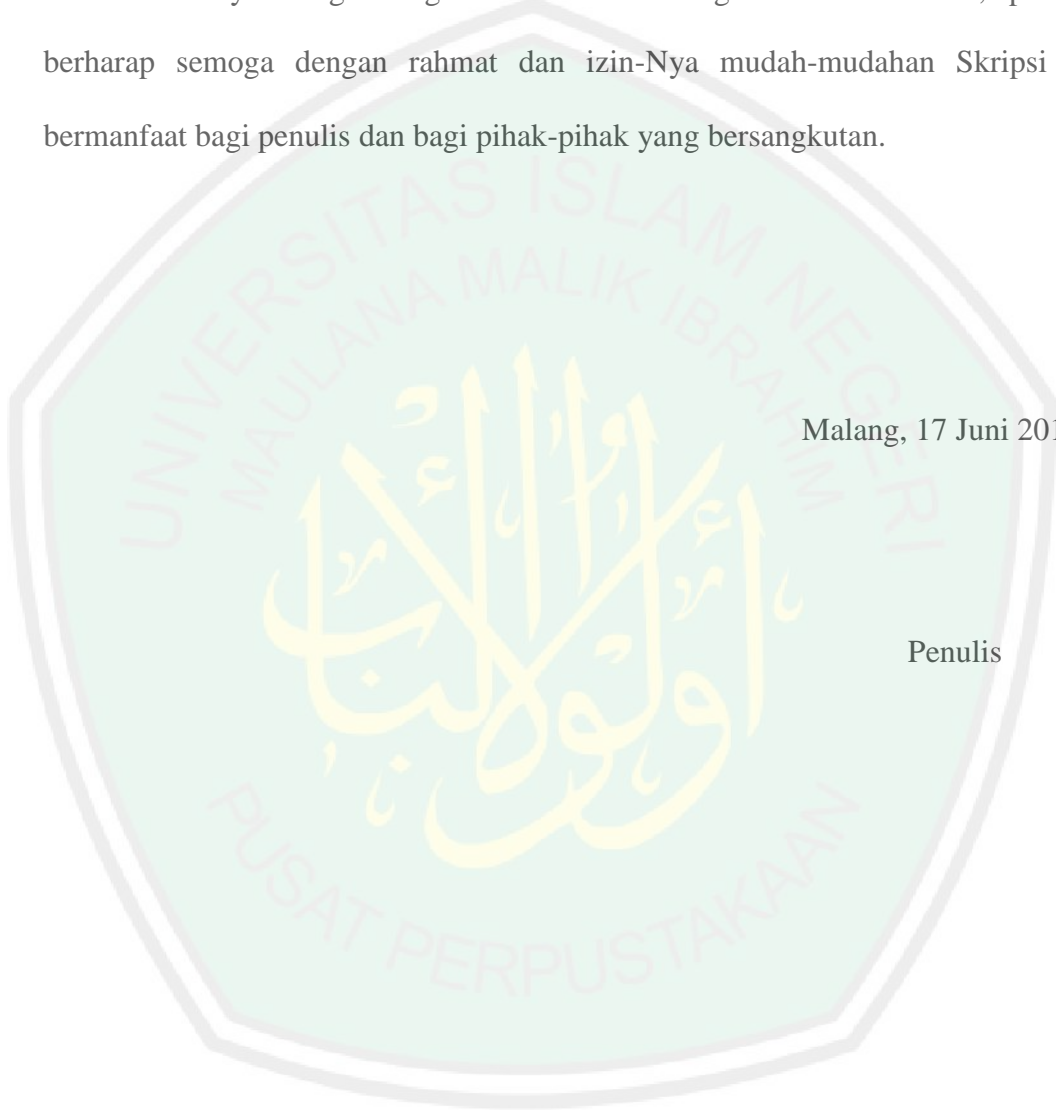 berharap semoga dengan rahmat dan izin-Nya mudah-mudahan Skripsi
bermanfaat bagi penulis dan bagi pihak-pihak yang bersangkutan.
UNIVERSITAS ISLAM NEGERI
MAULANA MALIK IBRAHIM
Malang, 17 Juni 201
أولوا الألباب
Penulis
PUSAT PERPUSTAKAAN